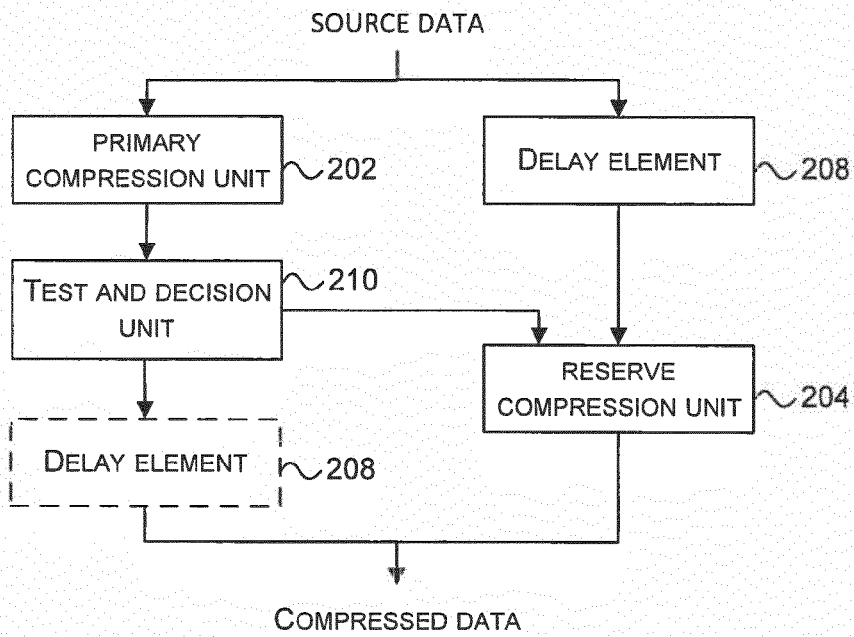 SOURCE DATA
PRIMARY
COMPRESSION UNIT
202
DELAY ELEMENT
208
TEST AND DECISION
UNIT
210
RESERVE
COMPRESSION UNIT
204
DELAY ELEMENT
208
COMPRESSED DATA